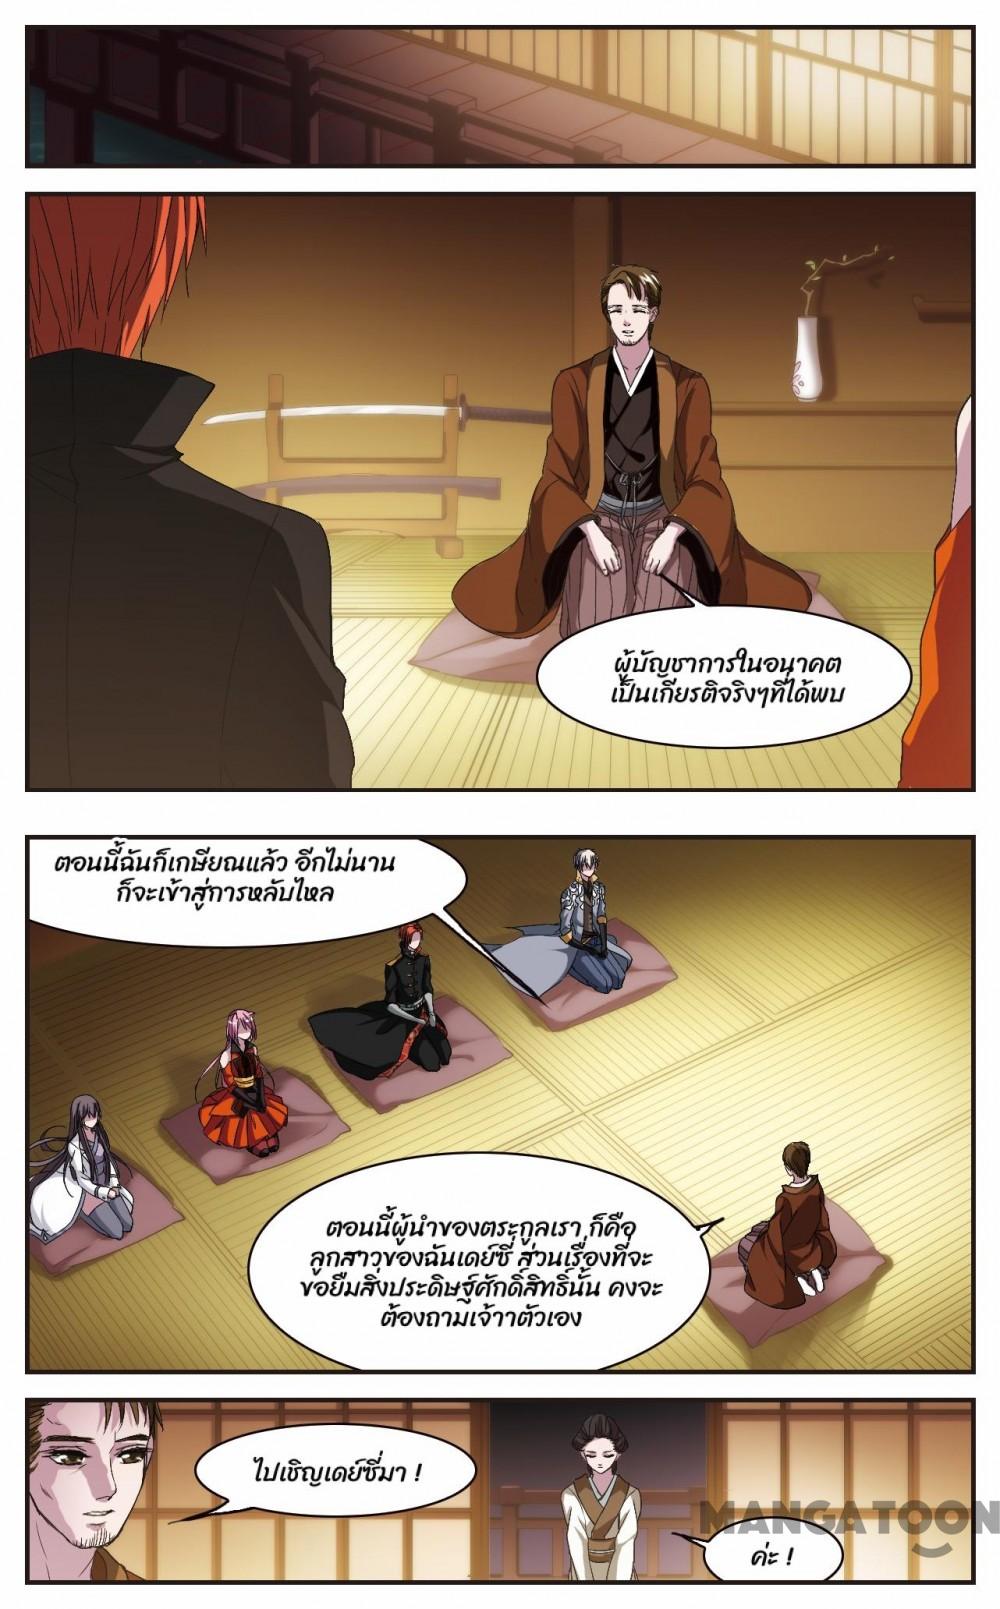 ผู้บัญชาการในอนาคต
เป็นเกียรติจริงๆที่ได้พบ
ตอนนี้ฉันก็เกษียณแล้ว อีกไม่นาน
ก็จะเข้าสู่การหลับไหล
ตอนนี้ผู้นำของตระกูลเรา ก็คือ
ลูกสาวของฉันเดย์ซี่ ส่วนเรื่องที่จะ
ขอยืมสิ่งประดิษฐ์ศักดิ์สิทธิ์นั้น คงจะ
ต้องถามเจ้าาตัวเอง
ไปเชิญเดย์ซี่มา !
ค่ะ !
MANGATOON